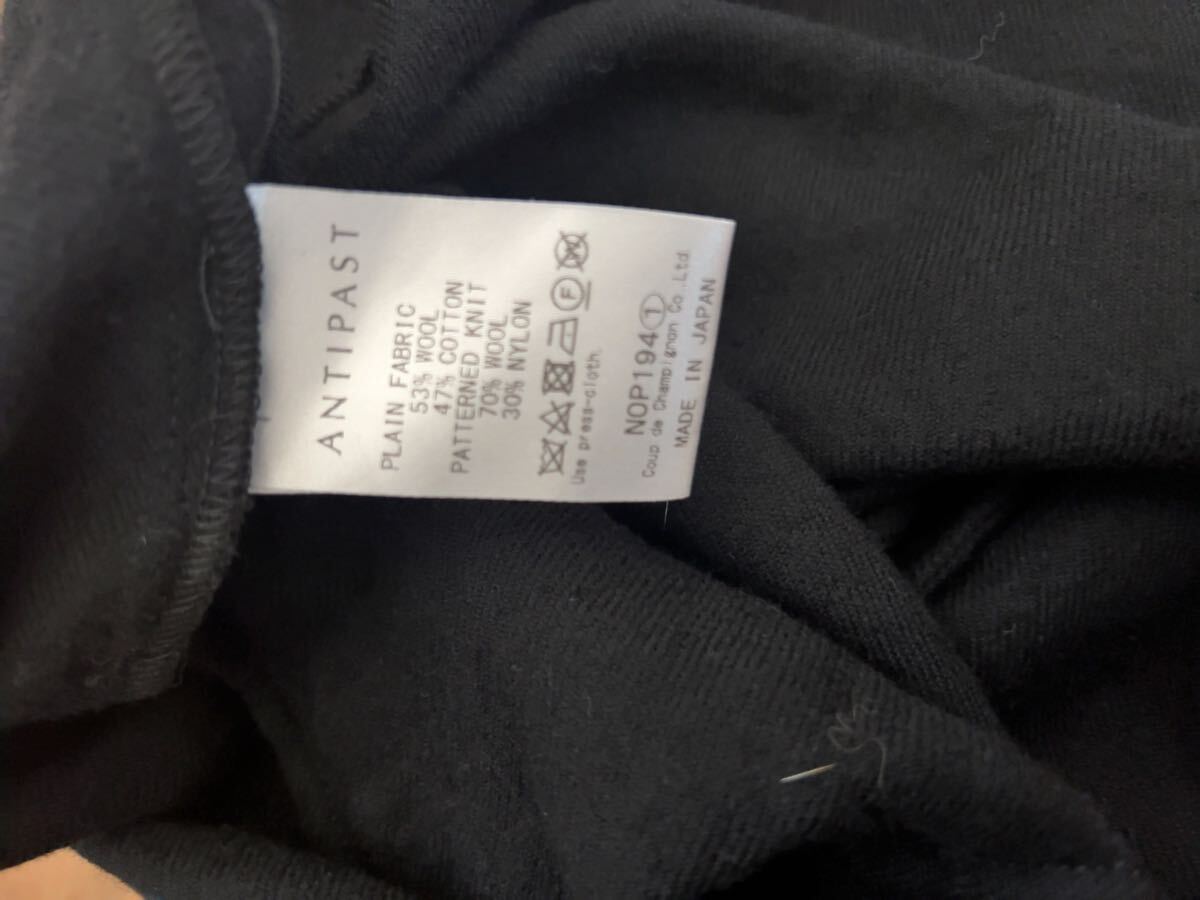 ANTIPAST
PLAIN FABRIC
53% WOOL
47% COTTON
PATTERNED KNIT
70% WOOL
30% NYLON
F
Use press-cloth.
NOP194①
Coup de Champignon Co.,Ltd.
MADE IN JAPAN